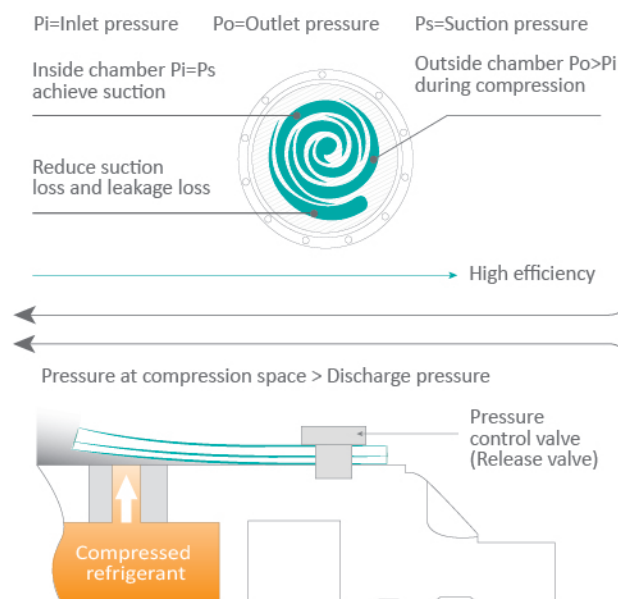 Pi=Inlet pressure Po=Outlet pressure Ps=Suction pressure
Inside chamber Pi=Ps
achieve suction
Outside chamber Po>Pi
during compression
Reduce suction
loss and leakage loss
High efficiency
Pressure at compression space > Discharge pressure
Pressure
control valve
(Release valve)
Compressed
refrigerant